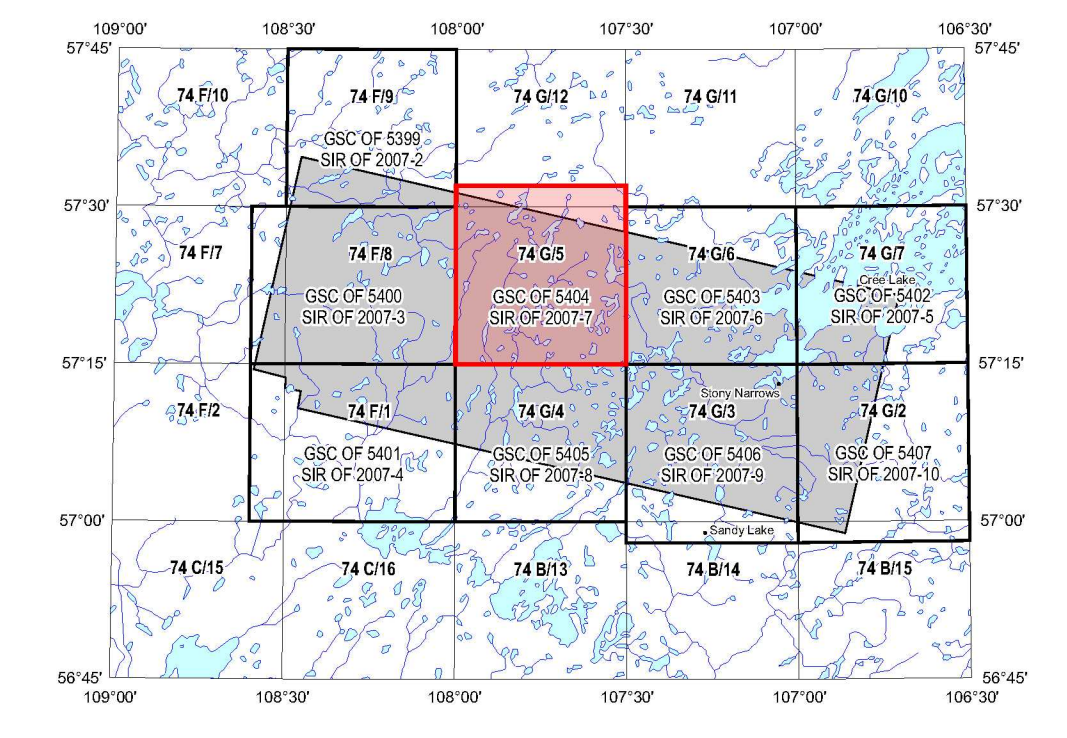 109°00' 108°30' 108°00' 107°30' 107°00' 106°30'
57°45' 57°45'
74 F/10 74 F/9 74 G/12 74 G/11 74 G/10
GSC OF 5399
SIR OF 2007-2
57°30' 57°30'
74 F/7 74 F/8 74 G/5 74 G/6 74 G/7
Cree Lake
GSC OF 5400 GSC OF 5404 GSC OF 5403 GSC OF 5402
SIR OF 2007-3 SIR OF 2007-7 SIR OF 2007-6 SIR OF 2007-5
57°15' 57°15'
Stony Narrows
74 F/2 74 F/1 74 G/4 74 G/3 74 G/2
GSC OF 5401 GSC OF 5405 GSC OF 5406 GSC OF 5407
SIR OF 2007-4 SIR OF 2007-8 SIR OF 2007-9 SIR OF 2007-10
57°00' 57°00'
Sandy Lake
74 C/15 74 C/16 74 B/13 74 B/14 74 B/15
56°45' 56°45'
109°00' 108°30' 108°00' 107°30' 107°00' 106°30'